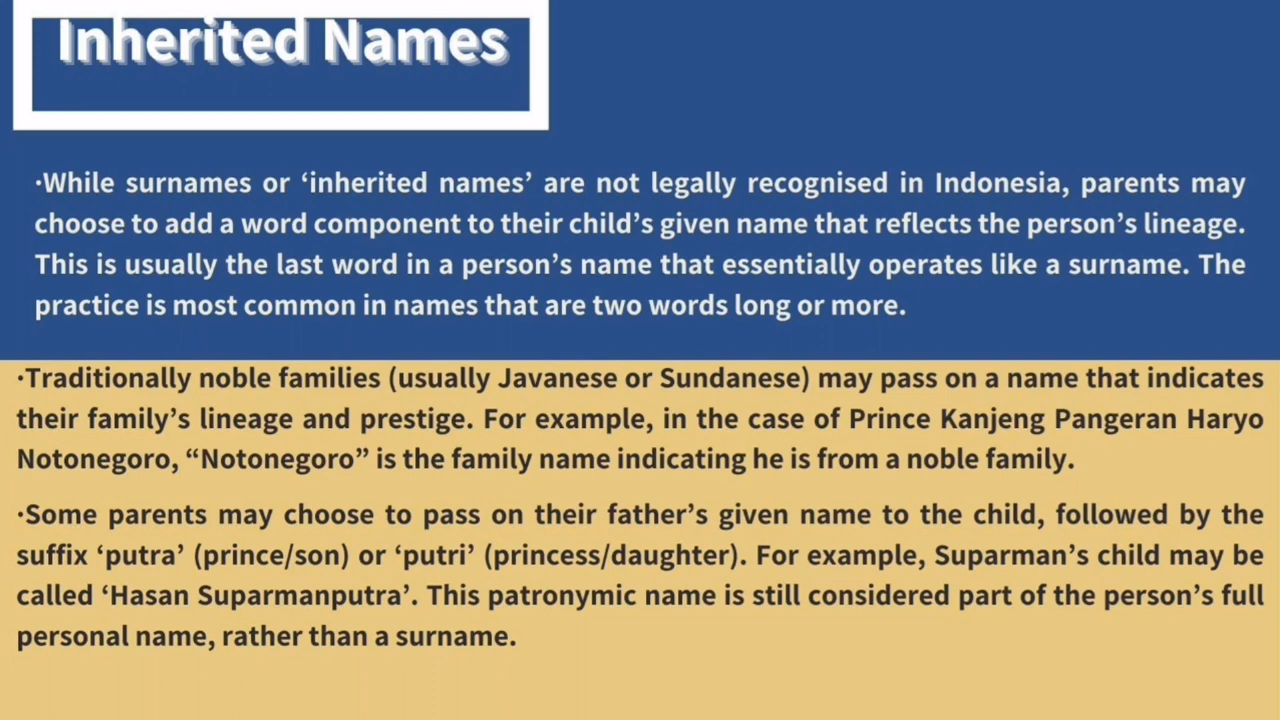 Inherited Names
·While surnames or ‘inherited names’ are not legally recognised in Indonesia, parents may
choose to add a word component to their child’s given name that reflects the person’s lineage.
This is usually the last word in a person’s name that essentially operates like a surname. The
practice is most common in names that are two words long or more.
·Traditionally noble families (usually Javanese or Sundanese) may pass on a name that indicates
their family’s lineage and prestige. For example, in the case of Prince Kanjeng Pangeran Haryo
Notonegoro, “Notonegoro” is the family name indicating he is from a noble family.
·Some parents may choose to pass on their father’s given name to the child, followed by the
suffix ‘putra’ (prince/son) or ‘putri’ (princess/daughter). For example, Suparman’s child may be
called ‘Hasan Suparmanputra’. This patronymic name is still considered part of the person’s full
personal name, rather than a surname.